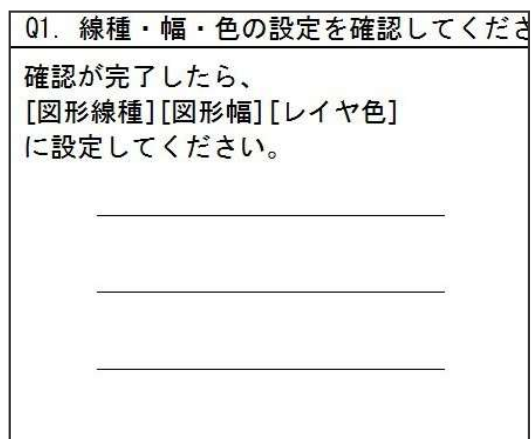 Q1. 線種・幅・色の設定を確認してくださ
確認が完了したら、
[図形線種][図形幅][レイヤ色]
に設定してください。